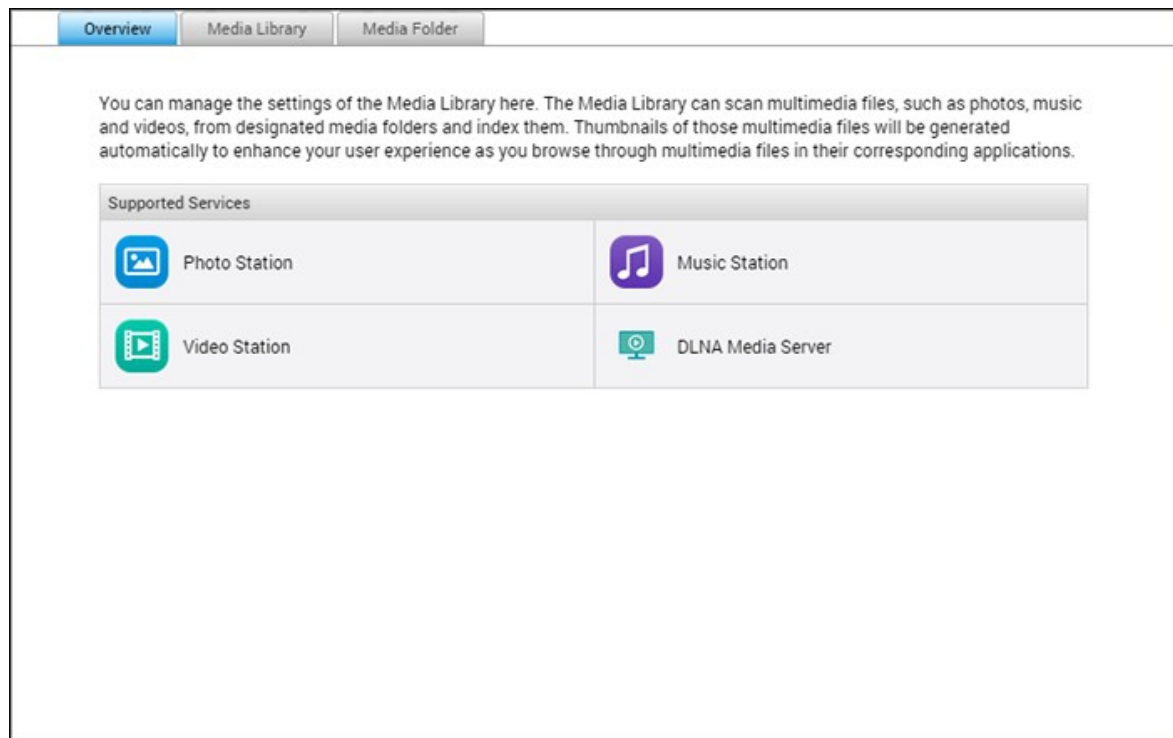 Overview Media Library Media Folder
You can manage the settings of the Media Library here. The Media Library can scan multimedia files, such as photos, music
and videos, from designated media folders and index them. Thumbnails of those multimedia files will be generated
automatically to enhance your user experience as you browse through multimedia files in their corresponding applications.
Supported Services
Photo Station Music Station
Video Station DLNA Media Server